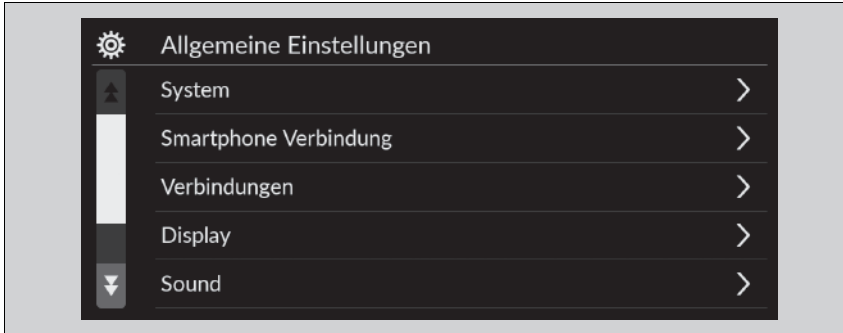 Allgemeine Einstellungen
System
Smartphone Verbindung
Verbindungen
Display
Sound